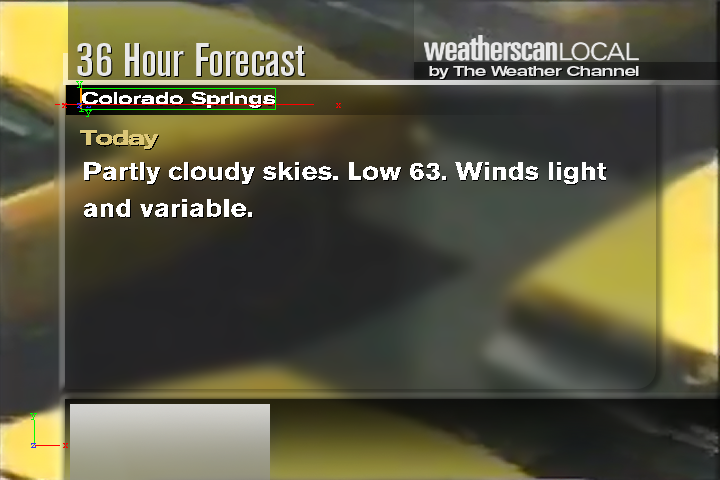 36 Hour Forecast
weatherscanLOCAL
by The Weather Channel
Colorado Springs
Today
Partly cloudy skies. Low 63. Winds light
and variable.